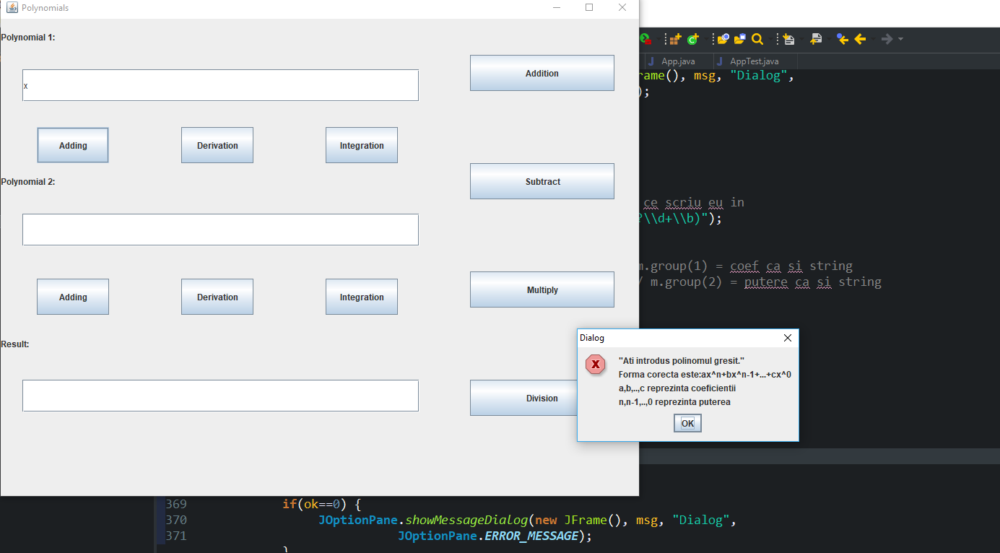 Polynomials
Polynomial 1:
x
Addition
Adding
Derivation
Integration
Polynomial 2:
Subtract
Adding
Derivation
Integration
Multiply
Result:
Division
App.java
AppTest.java
rame(), msg, "Dialog",
);
ce scriu eu in
?\\d+\\b)");
m.group(1) = coef ca si string
/ m.group(2) = putere ca si string
Dialog
"Ati introdus polinomul gresit."
Forma corecta este:ax^n+bx^n-1+...+cx^0
a,b,..,c reprezinta coeficientii
n,n-1,..,0 reprezinta puterea
OK
369 if(ok==0) {
370 JOptionPane.showMessageDialog(new JFrame(), msg, "Dialog",
371 JOptionPane.ERROR_MESSAGE);
}